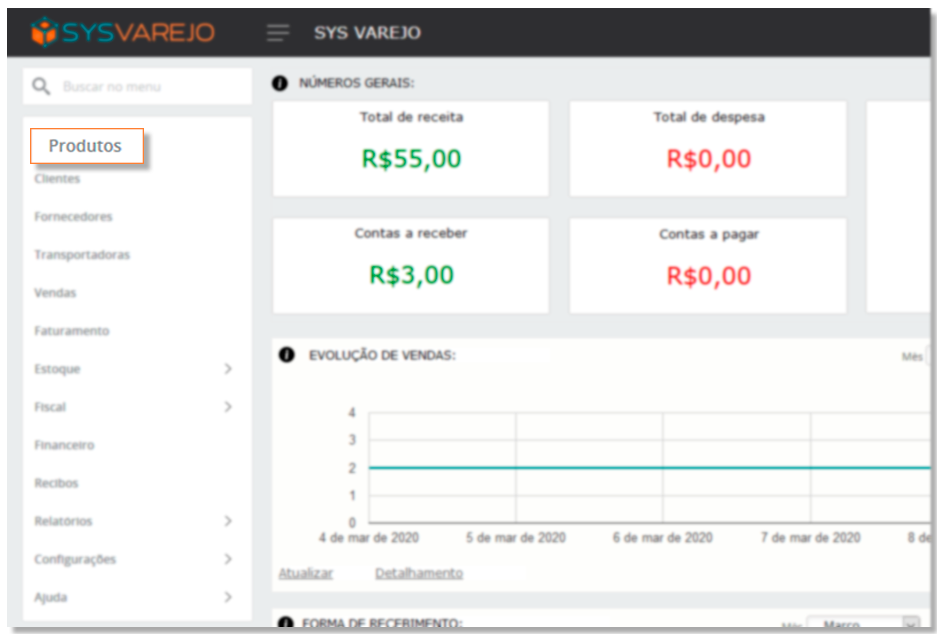 SYSVAREJO
SYS VAREJO
Buscar no menu
Produtos
Clientes
Fornecedores
Transportadoras
Vendas
Faturamento
Estoque
Fiscal
Financeiro
Recibos
Relatórios
Configurações
Ajuda
NÚMEROS GERAIS:
Total de receita
R$55,00
Total de despesa
R$0,00
Contas a receber
R$3,00
Contas a pagar
R$0,00
EVOLUÇÃO DE VENDAS:
Mês
4
3
2
1
0
4 de mar de 2020 5 de mar de 2020 6 de mar de 2020 7 de mar de 2020 8 de
Atualizar Detalhamento
FORMA DE RECEBIMENTO:
Mês Março